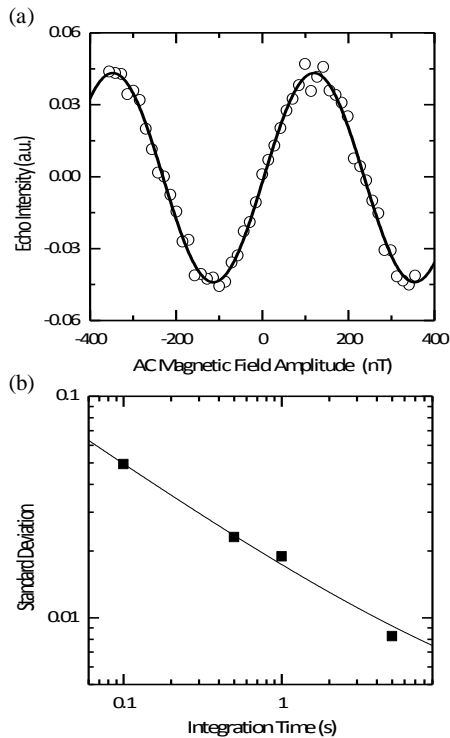 (a)
0.06
0.03
0.00
-0.03
-0.06
Echo Intensity (a.u.)
-400 -200 0 200 400
AC Magnetic Field Amplitude (nT)
(b)
0.1
0.01
Standard Deviation
0.1 1
Integration Time (s)